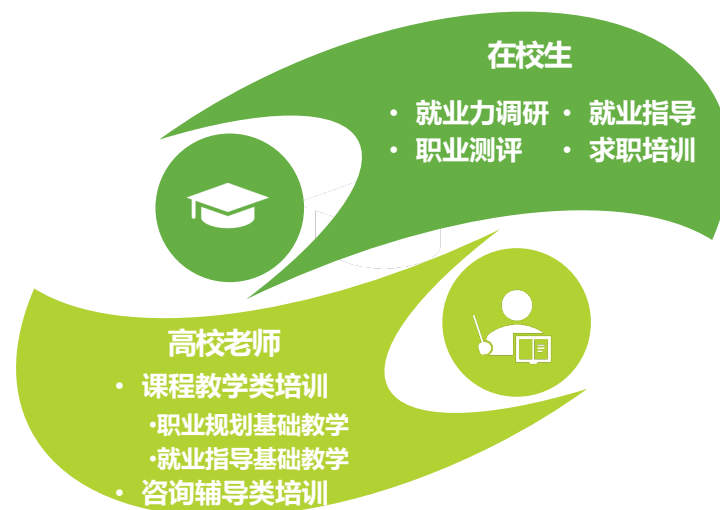 在校生
• 就业力调研 • 就业指导
• 职业测评 • 求职培训
高校老师
• 课程教学类培训
•职业规划基础教学
•就业指导基础教学
• 咨询辅导类培训